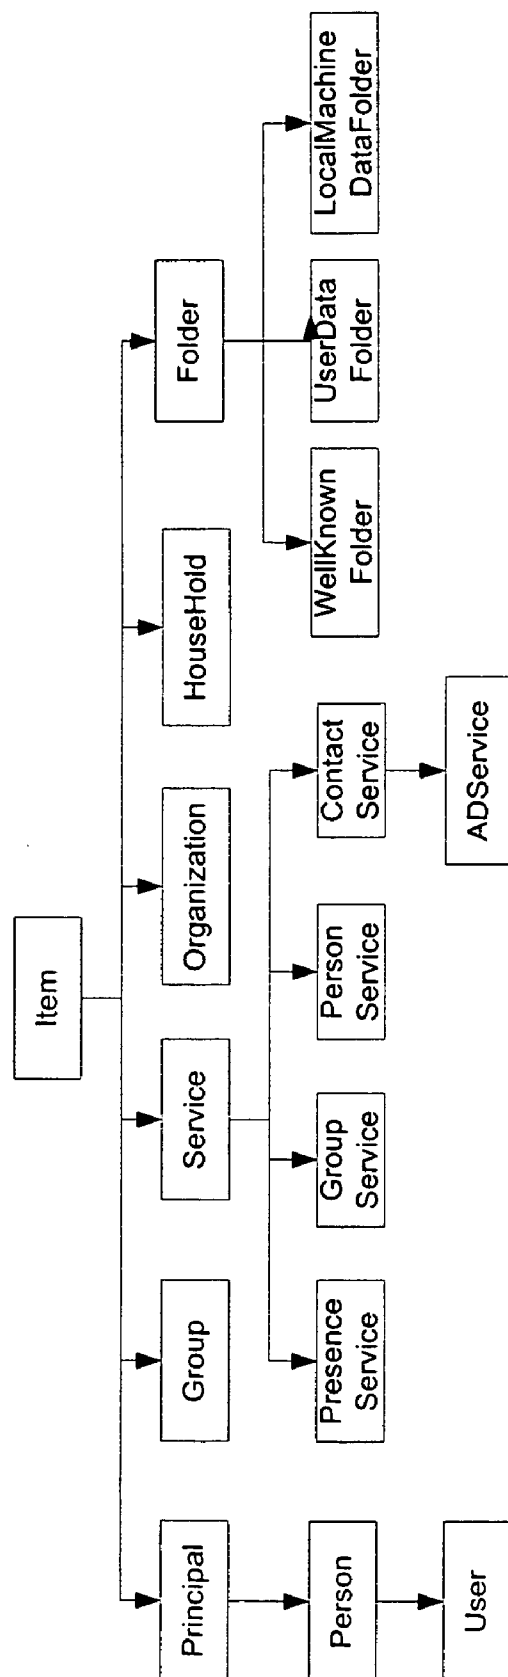 Item
Principal
Group
Service
Organization
HouseHold
Folder
Person
Presence
Service
Group
Service
Person
Service
Contact
Service
WellKnown
Folder
UserData
Folder
LocalMachine
DataFolder
User
ADService